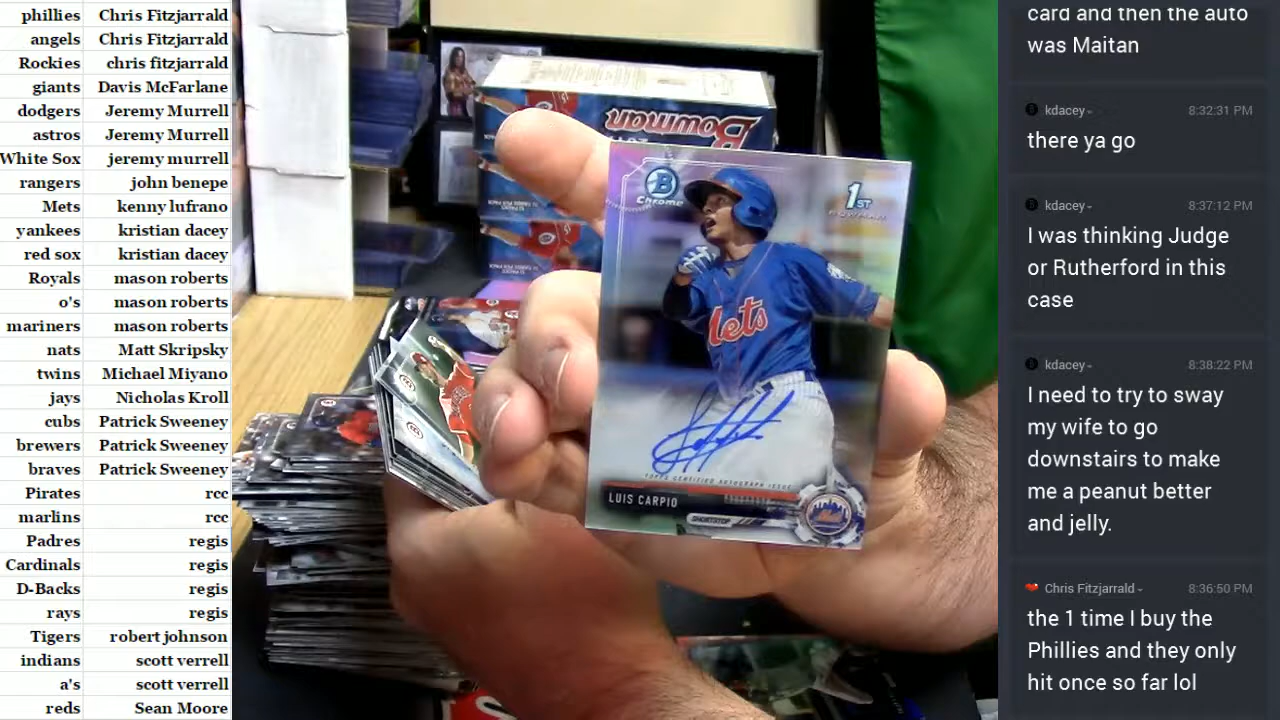 phillies Chris Fitzjarrald
angels Chris Fitzjarrald
Rockies chris fitzjarrald
giants Davis McFarlane
dodgers Jeremy Murrell
astros Jeremy Murrell
White Sox jeremy murrell
rangers john benepe
Mets kenny lufrano
yankees kristian dacey
red sox kristian dacey
Royals mason roberts
o's mason roberts
mariners mason roberts
nats Matt Skripsky
twins Michael Miyano
jays Nicholas Kroll
cubs Patrick Sweeney
brewers Patrick Sweeney
braves Patrick Sweeney
Pirates rcc
marlins rcc
Padres regis
Cardinals regis
D-Backs regis
rays regis
Tigers robert johnson
indians scott verrell
a's scott verrell
reds Sean Moore
Bowman
B
Chrome
1ST
BOWMAN
Mets
TOPPS CERTIFIED AUTOGRAPH ISSUE
LUIS CARPIO
SHORTSTOP
card and then the auto
was Maitan
kdacey 8:32:31 PM
there ya go
kdacey 8:37:12 PM
I was thinking Judge
or Rutherford in this
case
kdacey 8:38:22 PM
I need to try to sway
my wife to go
downstairs to make
me a peanut better
and jelly.
Chris Fitzjarrald 8:36:50 PM
the 1 time I buy the
Phillies and they only
hit once so far lol